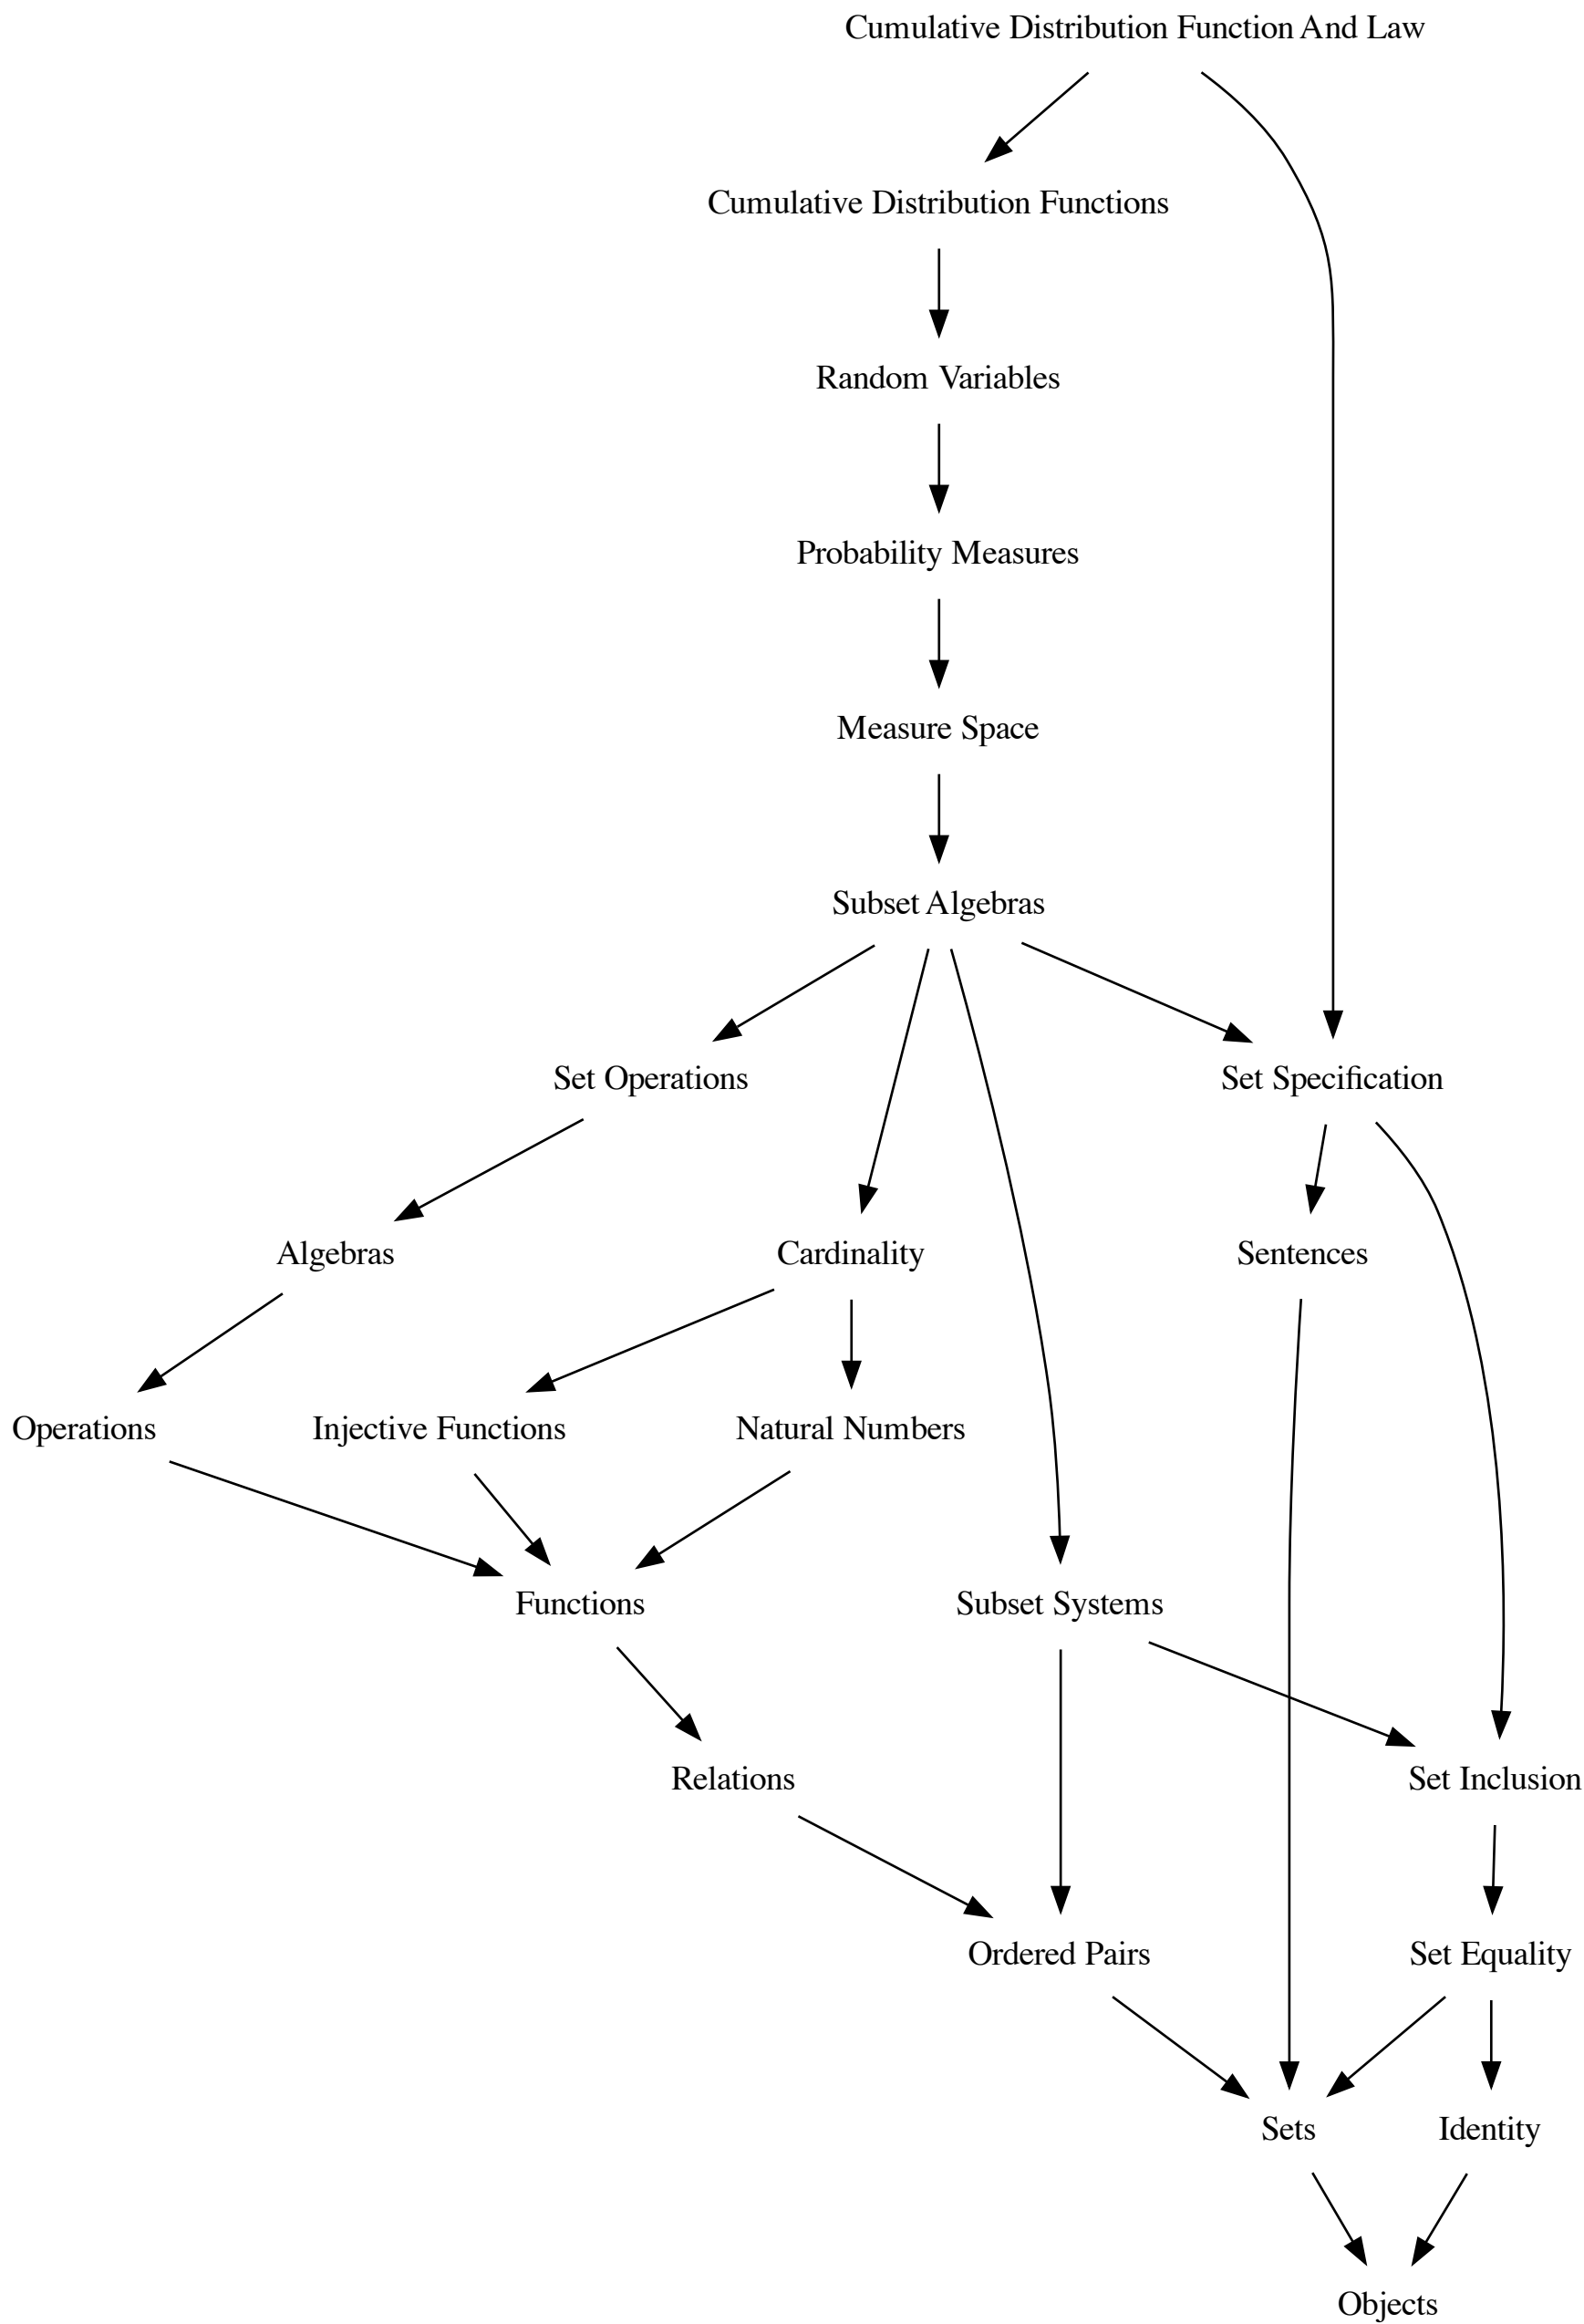 Cumulative Distribution Function And Law
Cumulative Distribution Functions
Random Variables
Probability Measures
Measure Space
Subset Algebras
Set Operations
Set Specification
Algebras
Cardinality
Sentences
Operations
Injective Functions
Natural Numbers
Functions
Subset Systems
Relations
Set Inclusion
Ordered Pairs
Set Equality
Sets
Identity
Objects